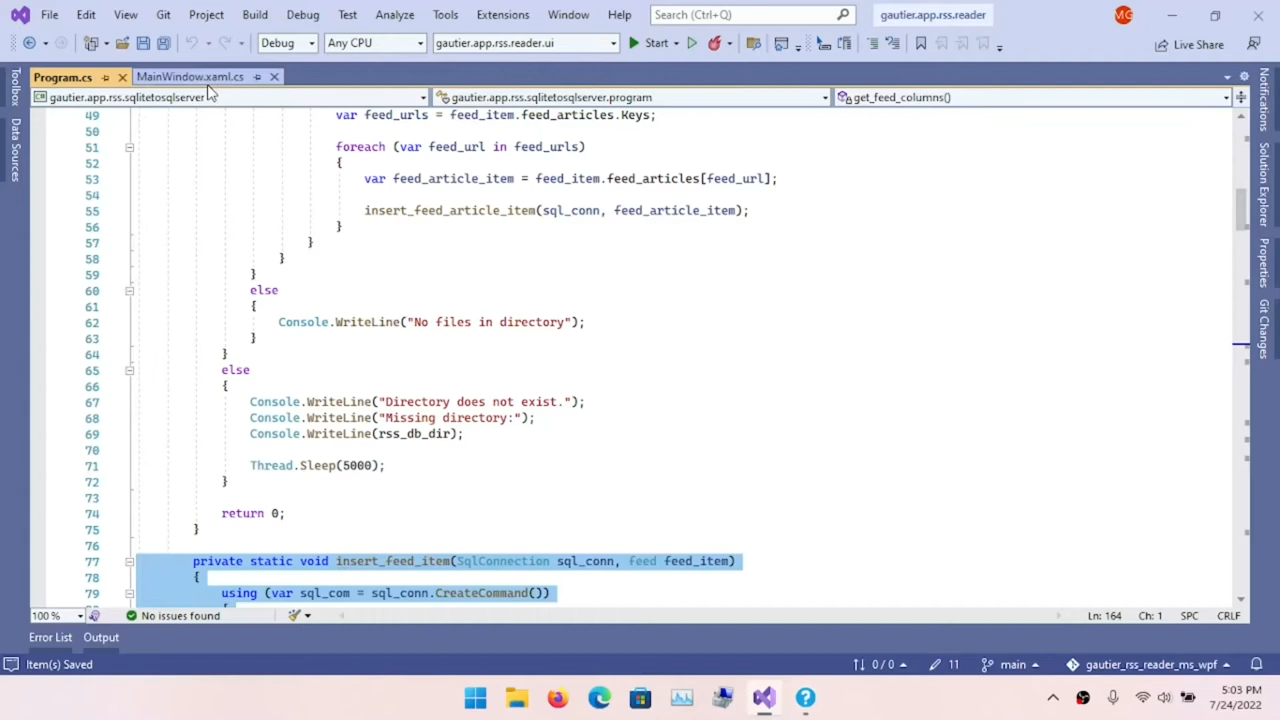 File Edit View Git Project Build Debug Test Analyze Tools Extensions Window Help Search (Ctrl+Q) gautier.app.rss.reader MG
Debug Any CPU gautier.app.rss.reader.ui Start Live Share
Program.cs MainWindow.xaml.cs
gautier.app.rss.sqlitetosqlserver gautier.app.rss.sqlitetosqlserver.program get_feed_columns()
Toolbox
Data Sources
Notifications
Solution Explorer
Properties
Git Changes
49 var feed_urls = feed_item.feed_articles.Keys;
50
51 foreach (var feed_url in feed_urls)
52 {
53 var feed_article_item = feed_item.feed_articles[feed_url];
54
55 insert_feed_article_item(sql_conn, feed_article_item);
56 }
57 }
58 }
59 }
60 else
61 {
62 Console.WriteLine("No files in directory");
63 }
64 }
65 else
66 {
67 Console.WriteLine("Directory does not exist.");
68 Console.WriteLine("Missing directory:");
69 Console.WriteLine(rss_db_dir);
70
71 Thread.Sleep(5000);
72 }
73
74 return 0;
75 }
76
77 private static void insert_feed_item(SqlConnection sql_conn, feed feed_item)
78 {
79 using (var sql_com = sql_conn.CreateCommand())
100 % No issues found Ln: 164 Ch: 1 SPC CRLF
Error List Output
Item(s) Saved 0 / 0 11 main gautier_rss_reader_ms_wpf
5:03 PM
7/24/2022